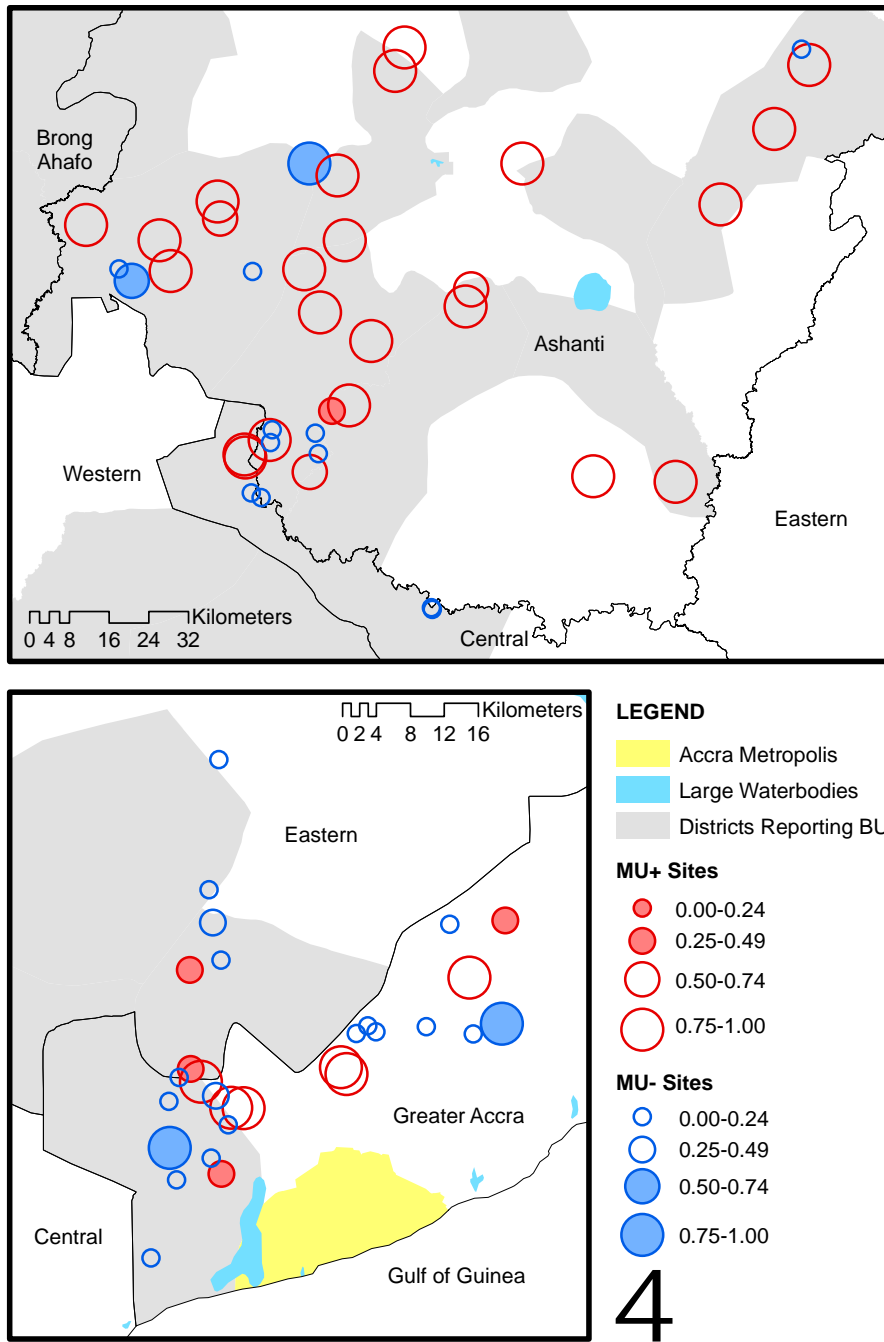 Brong
Ahafo
Ashanti
Western
Eastern
Kilometers
0 4 8 16 24 32
Central
Kilometers
0 2 4 8 12 16
Eastern
Greater Accra
Central
Gulf of Guinea
LEGEND
Accra Metropolis
Large Waterbodies
Districts Reporting BU
MU+ Sites
0.00-0.24
0.25-0.49
0.50-0.74
0.75-1.00
MU- Sites
0.00-0.24
0.25-0.49
0.50-0.74
0.75-1.00
4